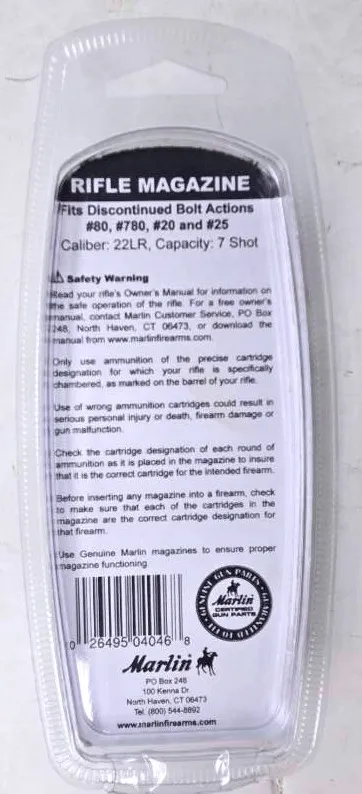 RIFLE MAGAZINE
Fits Discontinued Bolt Actions
#80, #780, #20 and #25
Caliber: 22LR, Capacity: 7 Shot
Safety Warning
Read your rifle's Owner's Manual for information on
the safe operation of the rifle. For a free owner's
manual, contact Marlin Customer Service, PO Box
248, North Haven, CT 06473, or download the
manual from www.marlinfirearms.com.
Only use ammunition of the precise cartridge
designation for which your rifle is specifically
chambered, as marked on the barrel of your rifle.
Use of wrong ammunition cartridges could result in
serious personal injury or death, firearm damage or
gun malfunction.
Check the cartridge designation of each round of
ammunition as it is placed in the magazine to insure
that it is the correct cartridge for the intended firearm.
Before inserting any magazine into a firearm, check
to make sure that each of the cartridges in the
magazine are the correct cartridge designation for
that firearm.
Use Genuine Marlin magazines to ensure proper
magazine functioning
GENUINE GUN PARTS
Marlin
CERTIFIED
GUN PARTS
GUARANTEED TO FIT
0 26495 04046 8
Marlin
PO Box 248
100 Kenna Dr.
North Haven, CT 06473
Tel. (800) 544-8892
www.marlinfirearms.com